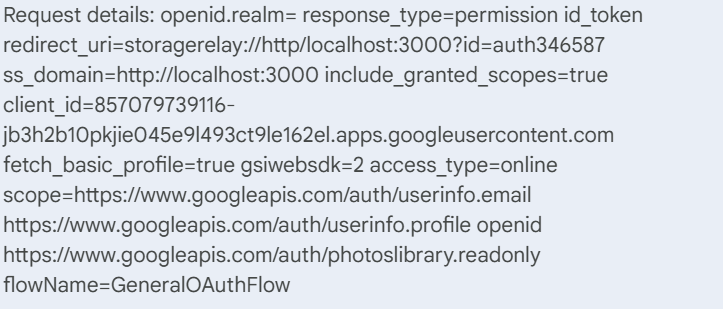 Request details: openid.realm= response_type=permission id_token
redirect_uri=storagerelay://http/localhost:3000?id=auth346587
ss_domain=http://localhost:3000 include_granted_scopes=true
client_id=857079739116-
jb3h2b10pkjie045e9l493ct9le162el.apps.googleusercontent.com
fetch_basic_profile=true gsiwebsdk=2 access_type=online
scope=https://www.googleapis.com/auth/userinfo.email
https://www.googleapis.com/auth/userinfo.profile openid
https://www.googleapis.com/auth/photoslibrary.readonly
flowName=GeneralOAuthFlow